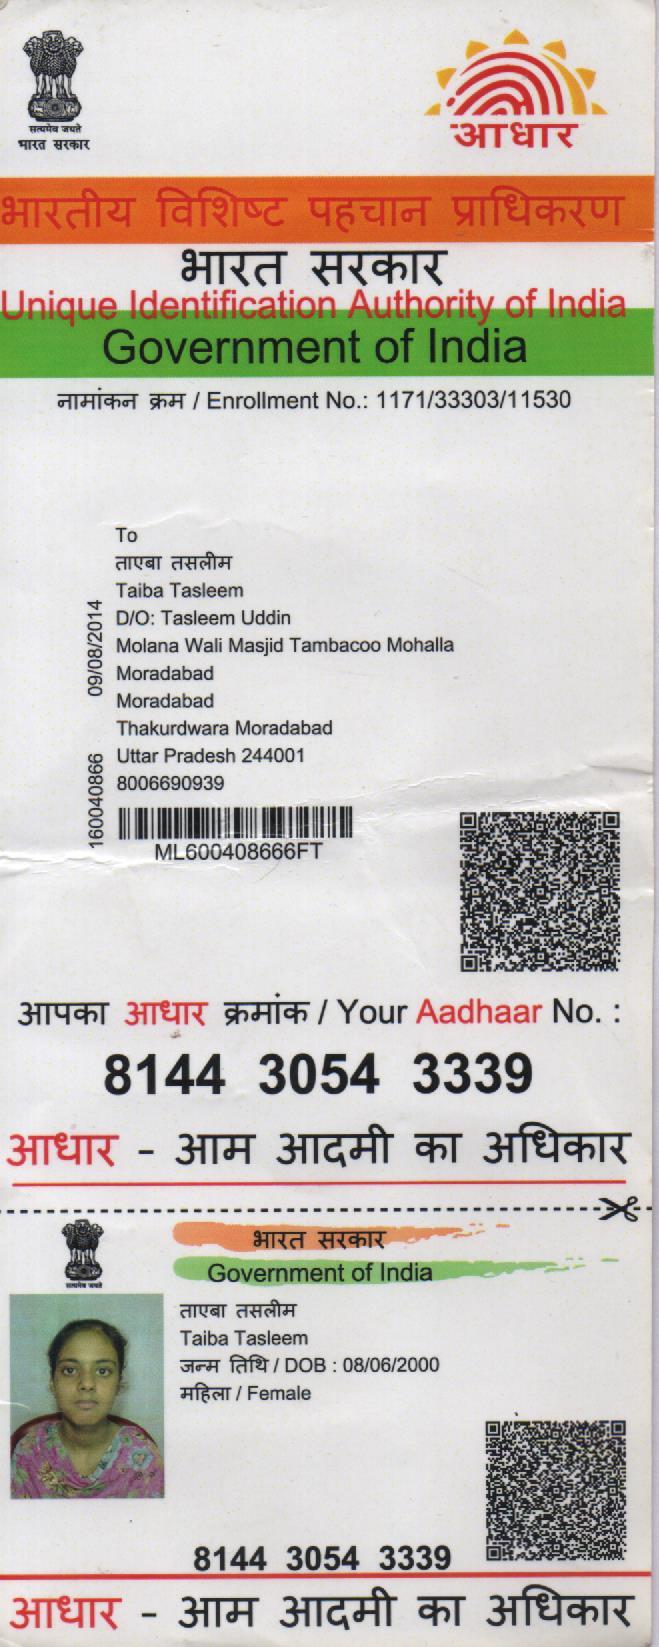 सत्यमेव जयते
भारत सरकार
आधार
भारतीय विशिष्ट पहचान प्राधिकरण
भारत सरकार
Unique Identification Authority of India
Government of India
नामांकन क्रम / Enrollment No.: 1171/33303/11530
To
ताएबा तसलीम
Taiba Tasleem
D/O: Tasleem Uddin
Molana Wali Masjid Tambacoo Mohalla
Moradabad
Moradabad
Thakurdwara Moradabad
Uttar Pradesh 244001
8006690939
09/08/2014
160040866
ML600408666FT
आपका आधार क्रमांक / Your Aadhaar No. :
8144 3054 3339
आधार - आम आदमी का अधिकार
सत्यमेव जयते
भारत सरकार
Government of India
ताएबा तसलीम
Taiba Tasleem
जन्म तिथि / DOB : 08/06/2000
महिला / Female
8144 3054 3339
आधार - आम आदमी का अधिकार